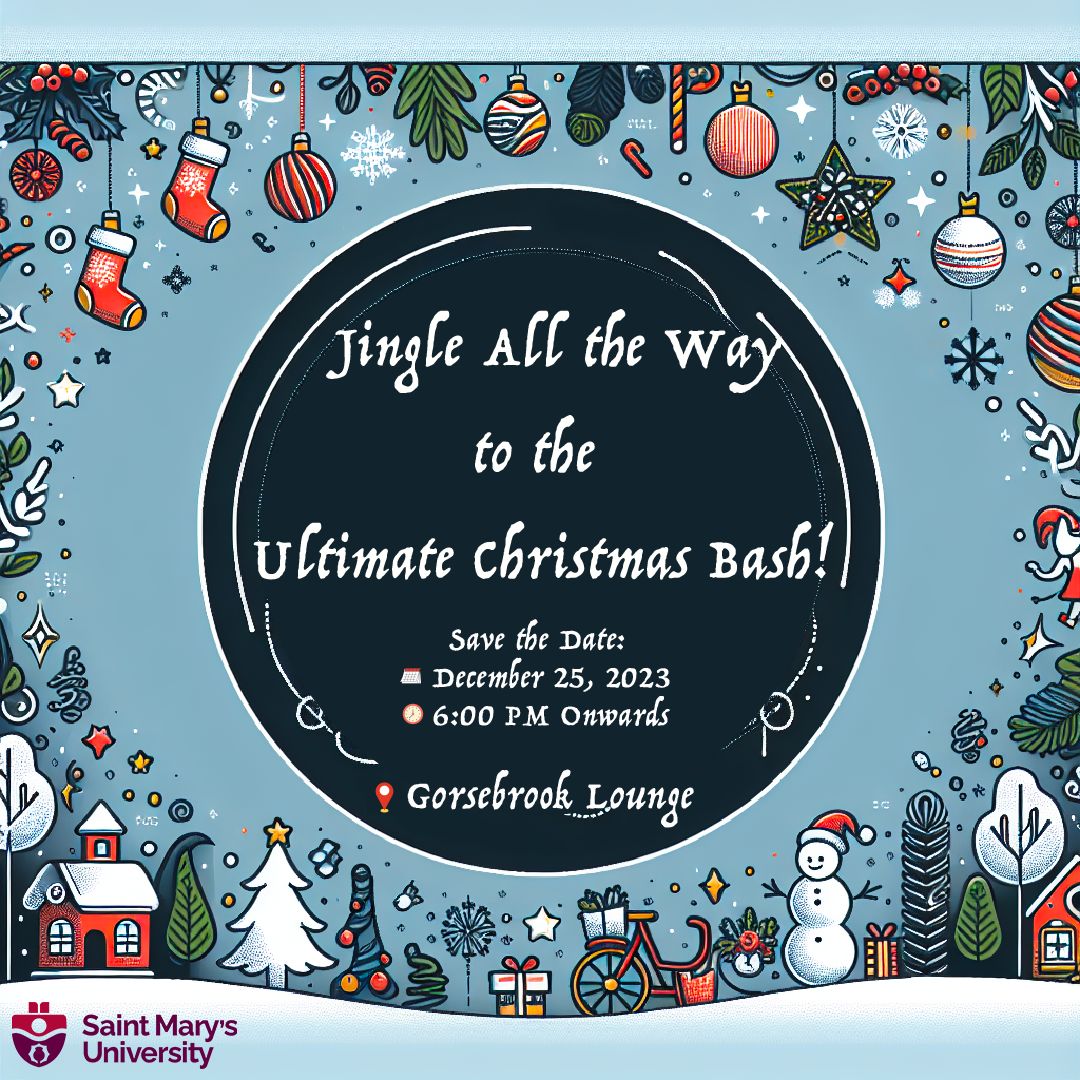 Jingle All the Way
to the
Ultimate Christmas Bash!
Save the Date:
December 25, 2023
6:00 PM Onwards
Gorsebrook Lounge
Saint Mary's
University